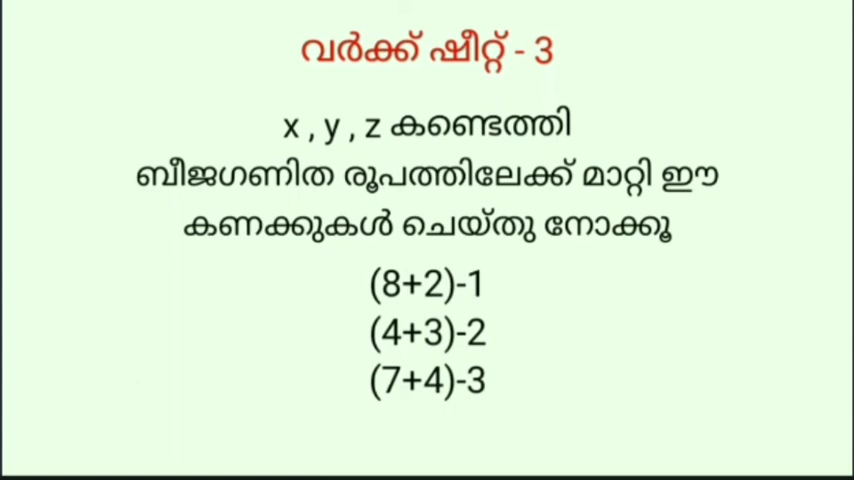 വർക്ക് ഷീറ്റ് - 3
x , y , z കണ്ടെത്തി
ബീജഗണിത രൂപത്തിലേക്ക് മാറ്റി ഈ
കണക്കുകൾ ചെയ്തു നോക്കൂ
(8+2)-1
(4+3)-2
(7+4)-3